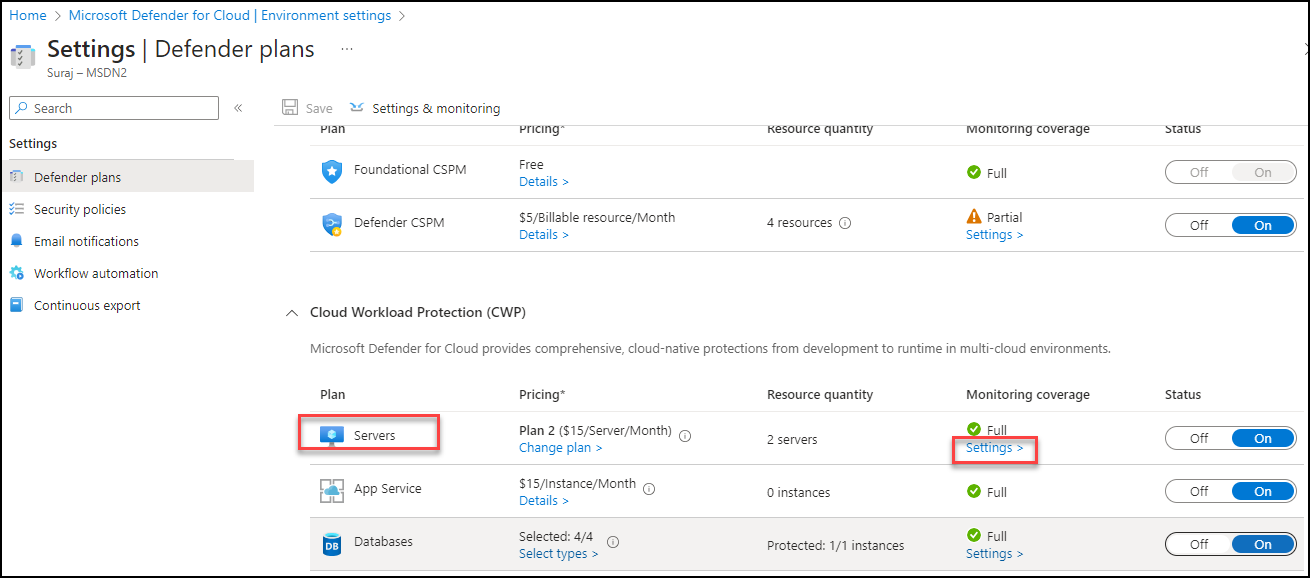 Home > Microsoft Defender for Cloud | Environment settings >
Settings | Defender plans ...
Suraj – MSDN2
Search «
Save Settings & monitoring
Settings
Defender plans
Security policies
Email notifications
Workflow automation
Continuous export
Plan Pricing* Resource quantity Monitoring coverage Status
Foundational CSPM Free Full Off On
Details >
Defender CSPM $5/Billable resource/Month 4 resources Partial Off On
Details > Settings >
Cloud Workload Protection (CWP)
Microsoft Defender for Cloud provides comprehensive, cloud-native protections from development to runtime in multi-cloud environments.
Plan Pricing* Resource quantity Monitoring coverage Status
Servers Plan 2 ($15/Server/Month) 2 servers Full Off On
Change plan > Settings >
App Service $15/Instance/Month 0 instances Full Off On
Details >
DB Databases Selected: 4/4 Protected: 1/1 instances Full Off On
Select types > Settings >